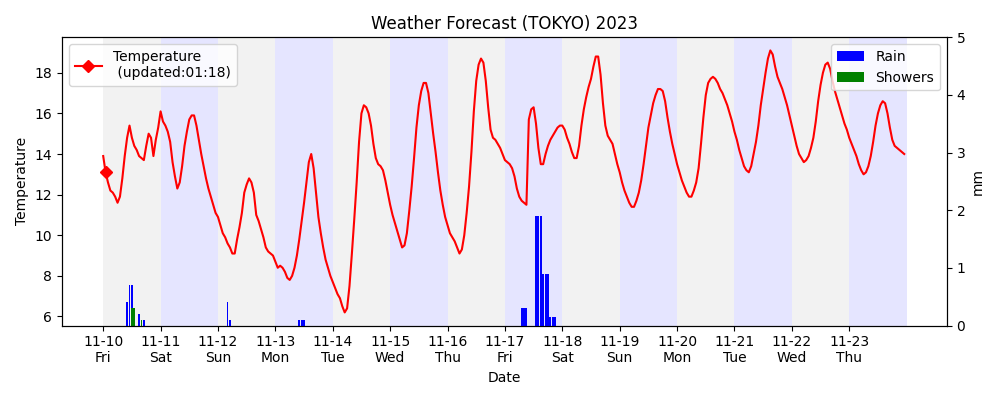 Weather Forecast (TOKYO) 2023
Temperature
(updated:01:18)
Rain
Showers
Temperature
18
16
14
12
10
8
6
5
4
3
2
1
0
mm
11-10 11-11 11-12 11-13 11-14 11-15 11-16 11-17 11-18 11-19 11-20 11-21 11-22 11-23
Fri Sat Sun Mon Tue Wed Thu Fri Sat Sun Mon Tue Wed Thu
Date